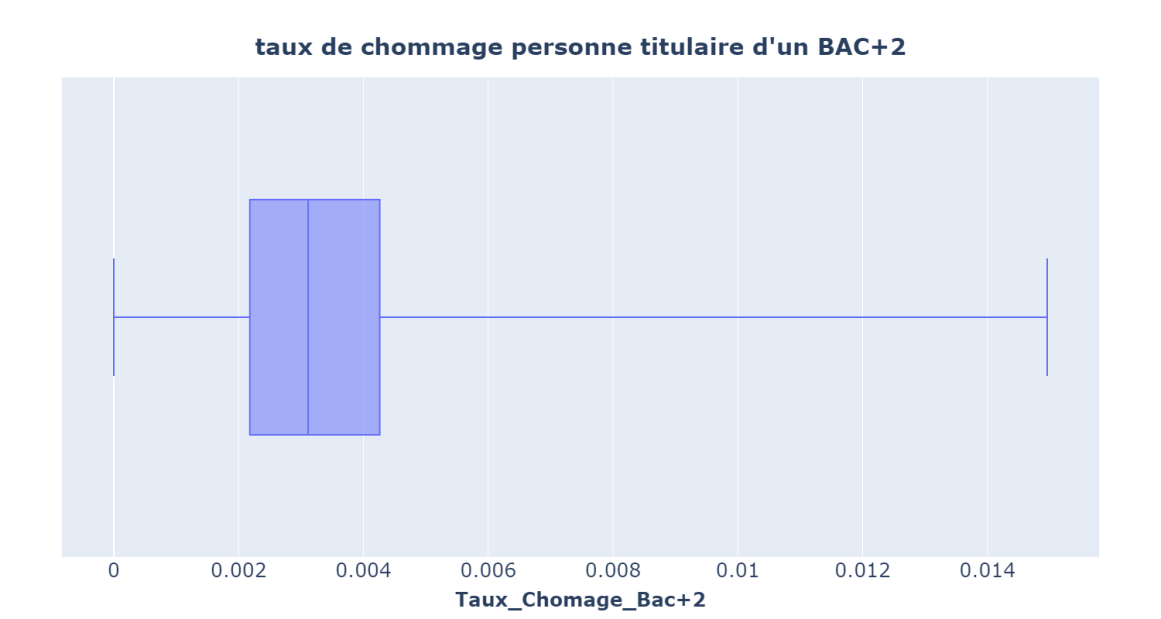 taux de chommage personne titulaire d'un BAC+2
0 0.002 0.004 0.006 0.008 0.01 0.012 0.014
Taux_Chomage_Bac+2